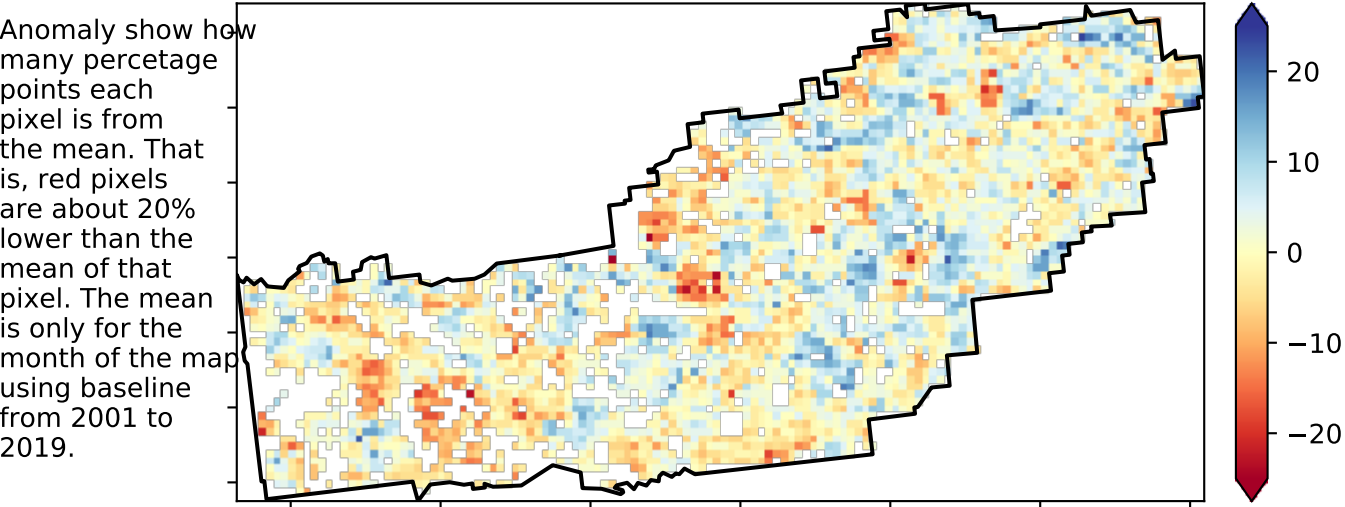 Anomaly show how
many percetage
points each
pixel is from
the mean. That
is, red pixels
are about 20%
lower than the
mean of that
pixel. The mean
is only for the
month of the map
using baseline
from 2001 to
2019.
20
10
0
−10
−20